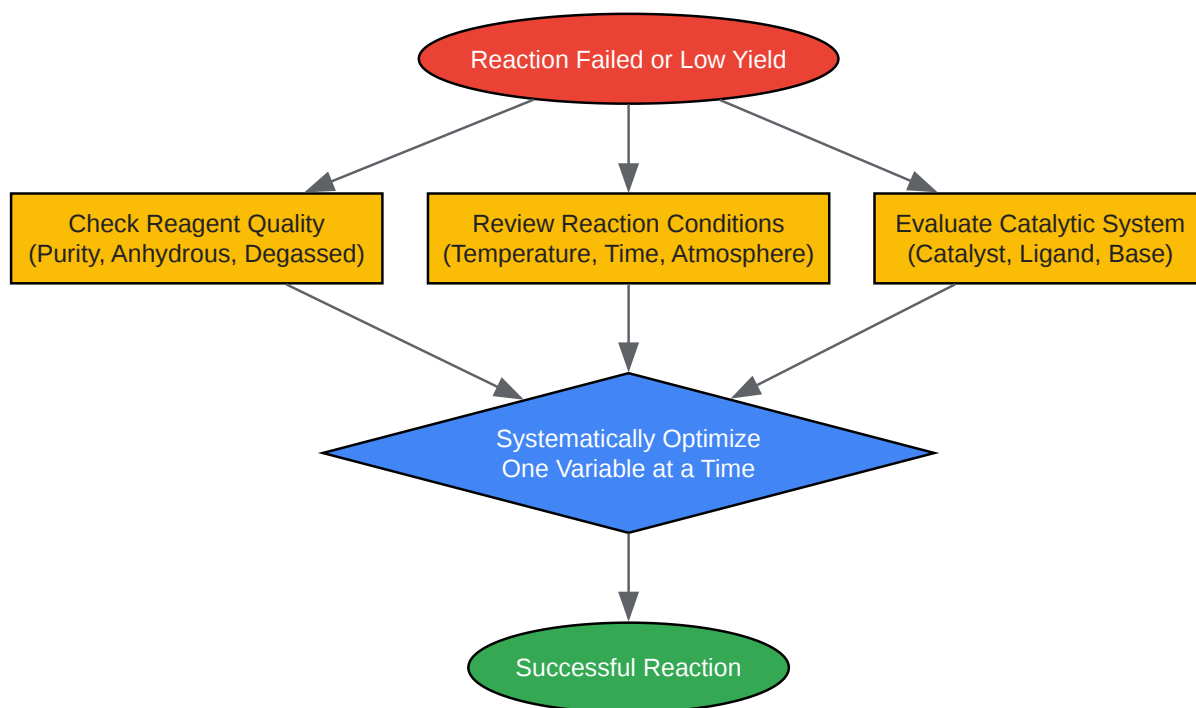 Reaction Failed or Low Yield
Check Reagent Quality
(Purity, Anhydrous, Degassed)
Review Reaction Conditions
(Temperature, Time, Atmosphere)
Evaluate Catalytic System
(Catalyst, Ligand, Base)
Systematically Optimize
One Variable at a Time
Successful Reaction